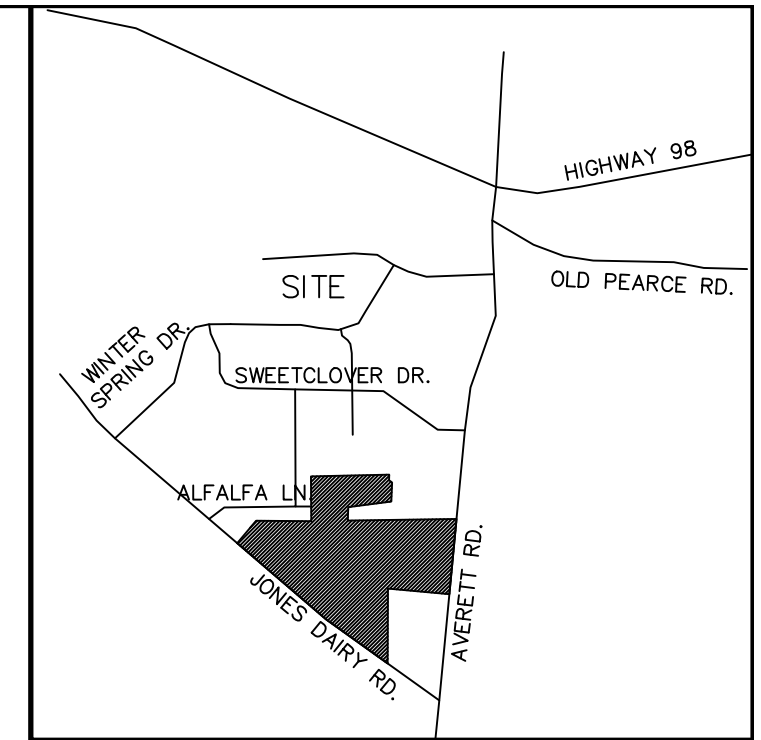 HIGHWAY 98
OLD PEARCE RD.
SITE
WINTER
SPRING DR.
SWEETCLOVER DR.
ALFALFA LN.
JONES DAIRY RD.
AVERETT RD.